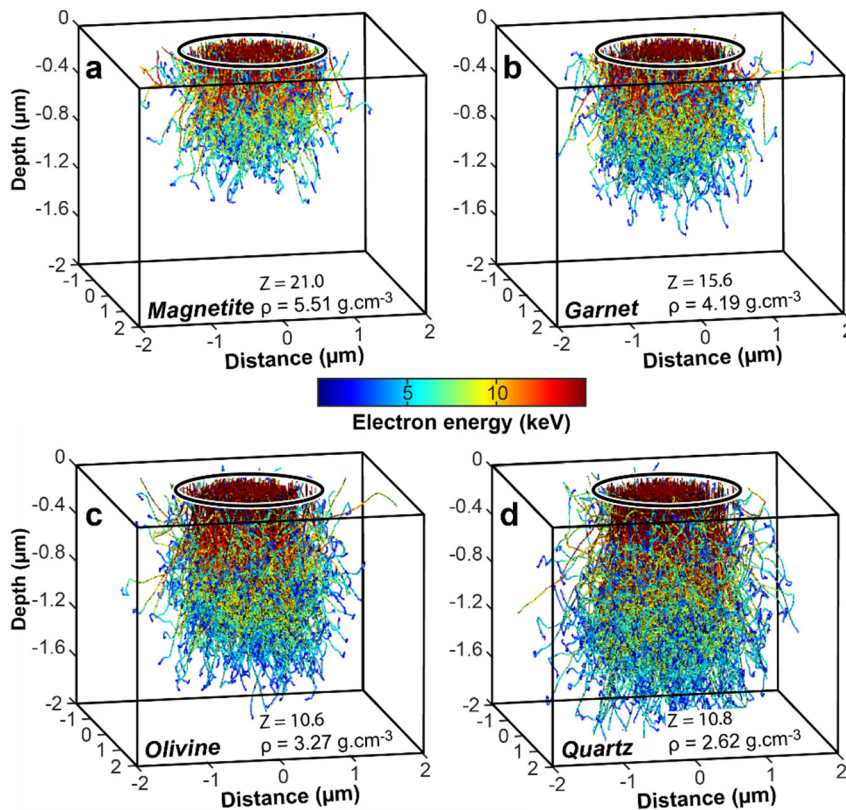 0
-0.4
a
-0.8
Depth (µm)
-1.2
-1.6
-2
-1
0
1
2
Z = 21.0
Magnetite ρ = 5.51 g.cm-3
-2 -1 0 1 2
Distance (µm)
0
-0.4
b
-0.8
-1.2
-1.6
-2
-1
0
1
2
Z = 15.6
Garnet ρ = 4.19 g.cm-3
-2 -1 0 1 2
Distance (µm)
5 10
Electron energy (keV)
0
-0.4
c
-0.8
Depth (µm)
-1.2
-1.6
-2
-1
0
1
2
Z = 10.6
Olivine ρ = 3.27 g.cm-3
-2 -1 0 1 2
Distance (µm)
0
-0.4
d
-0.8
-1.2
-1.6
-2
-1
0
1
2
Z = 10.8
Quartz ρ = 2.62 g.cm-3
-2 -1 0 1 2
Distance (µm)